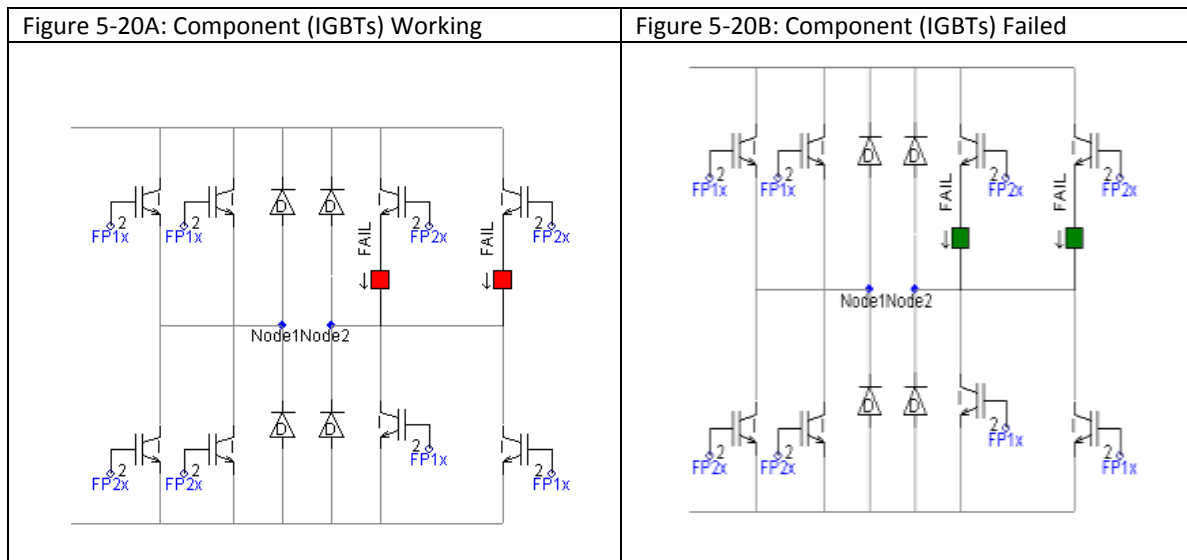 Figure 5-20A: Component (IGBTs) Working
Figure 5-20B: Component (IGBTs) Failed
2
FP1x
2
FP1x
D
D
FAIL
2
FP2x
FAIL
2
FP2x
Node1Node2
2
FP2x
2
FP2x
D
D
2
FP1x
2
FP1x
2
FP1x
2
FP1x
D
D
FAIL
2
FP2x
FAIL
2
FP2x
Node1Node2
2
FP2x
2
FP2x
D
D
2
FP1x
2
FP1x